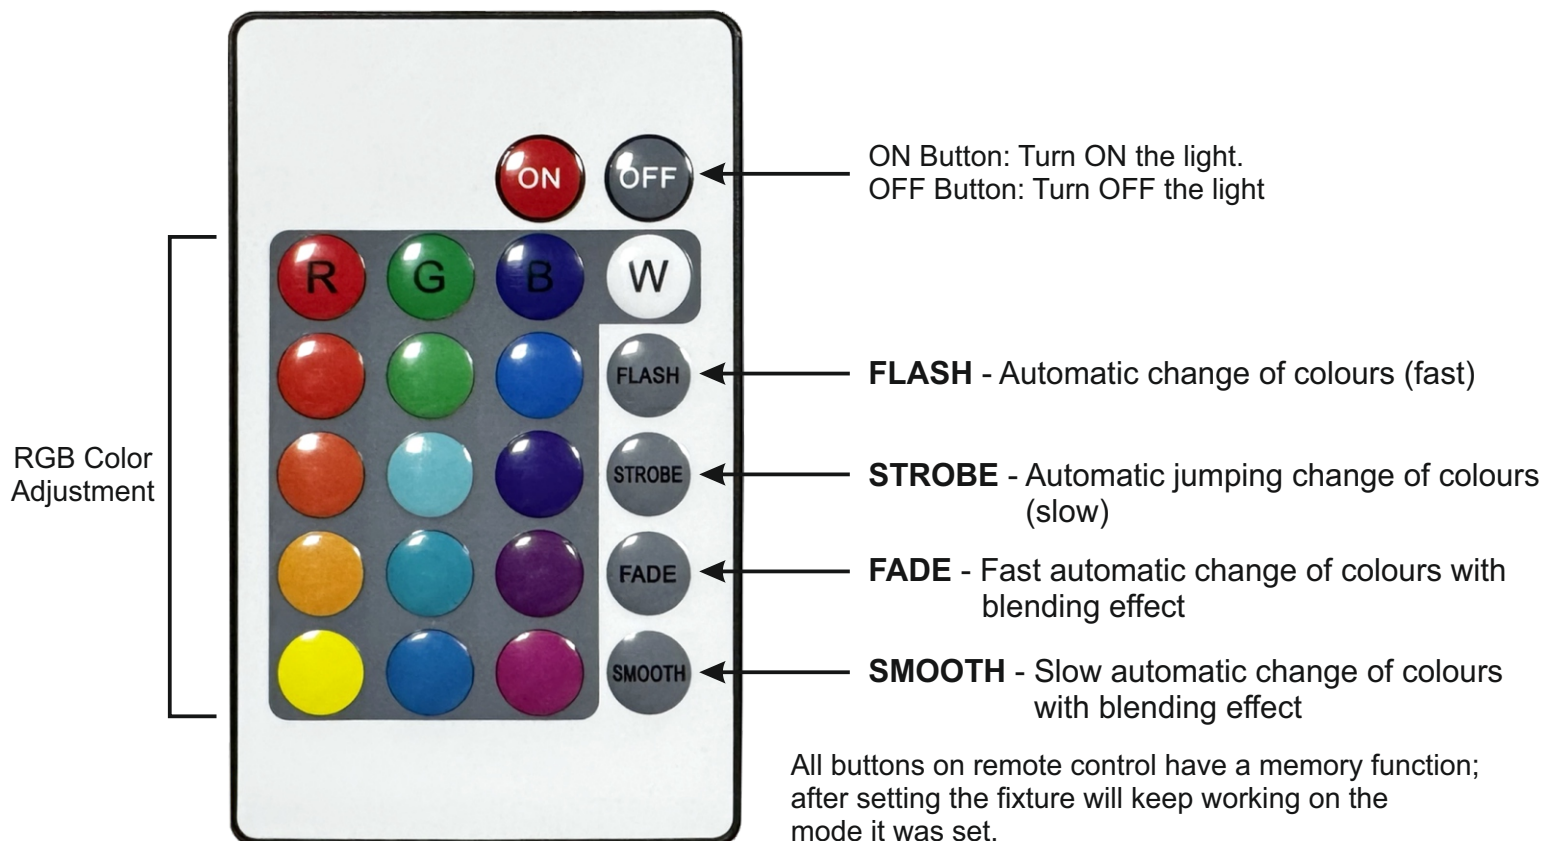 ON OFF
ON Button: Turn ON the light.
OFF Button: Turn OFF the light
R G B W
FLASH
FLASH - Automatic change of colours (fast)
RGB Color
Adjustment
STROBE
STROBE - Automatic jumping change of colours
(slow)
FADE
FADE - Fast automatic change of colours with
blending effect
SMOOTH
SMOOTH - Slow automatic change of colours
with blending effect
All buttons on remote control have a memory function;
after setting the fixture will keep working on the
mode it was set.